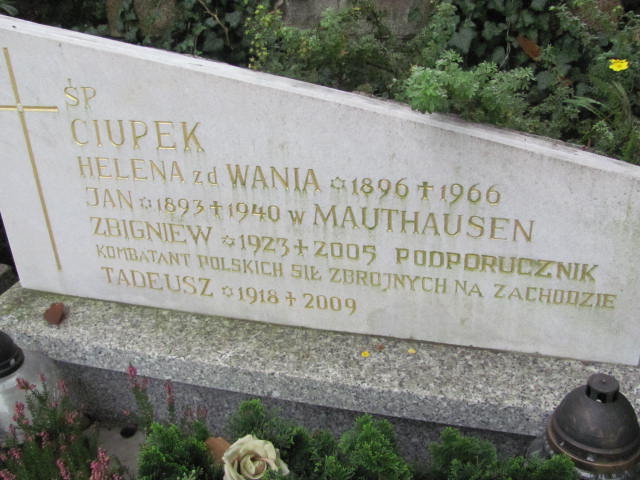 ŚP
CIUPEK
HELENA z d WANIA ✡ 1896 ✝ 1966
JAN ✡ 1893 ✝ 1940 w MAUTHAUSEN
ZBIGNIEW ✡ 1923 ✝ 2005 PODPORUCZNIK
KOMBATANT POLSKICH SIŁ ZBROJNYCH NA ZACHODZIE
TADEUSZ ✡ 1918 ✝ 2009